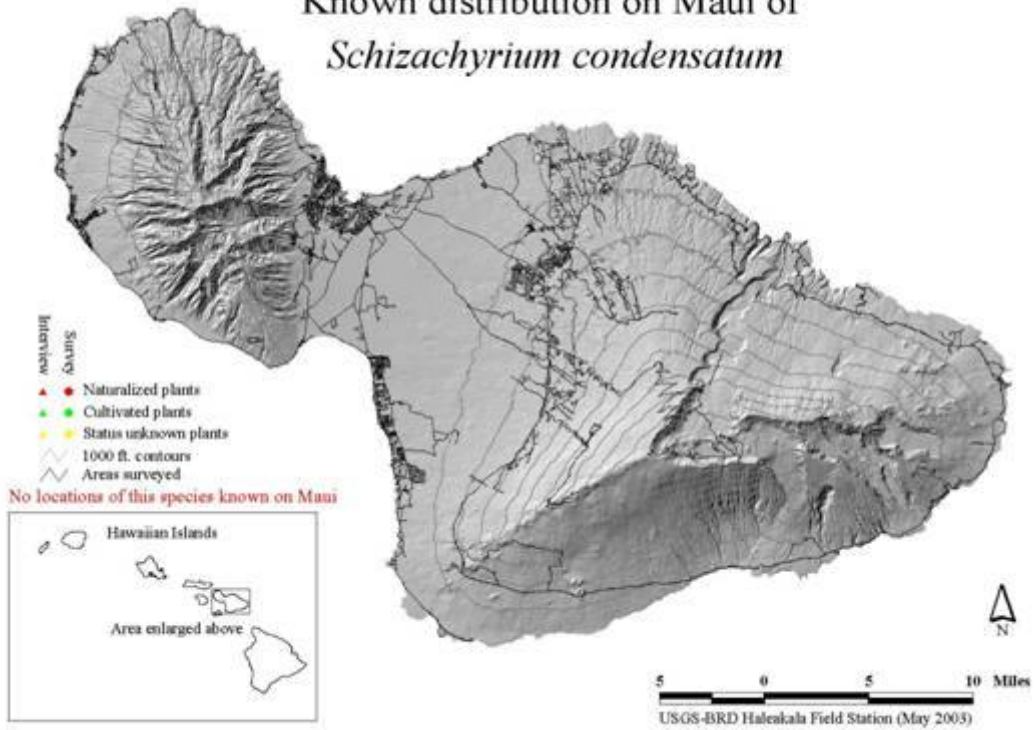 Known distribution on Maui of
Schizachyrium condensatum
Interview
Survey
Naturalized plants
Cultivated plants
Status unknown plants
1000 ft. contours
Areas surveyed
No locations of this species known on Maui
Hawaiian Islands
Area enlarged above
N
5 0 5 10 Miles
USGS-BRD Haleakala Field Station (May 2003)